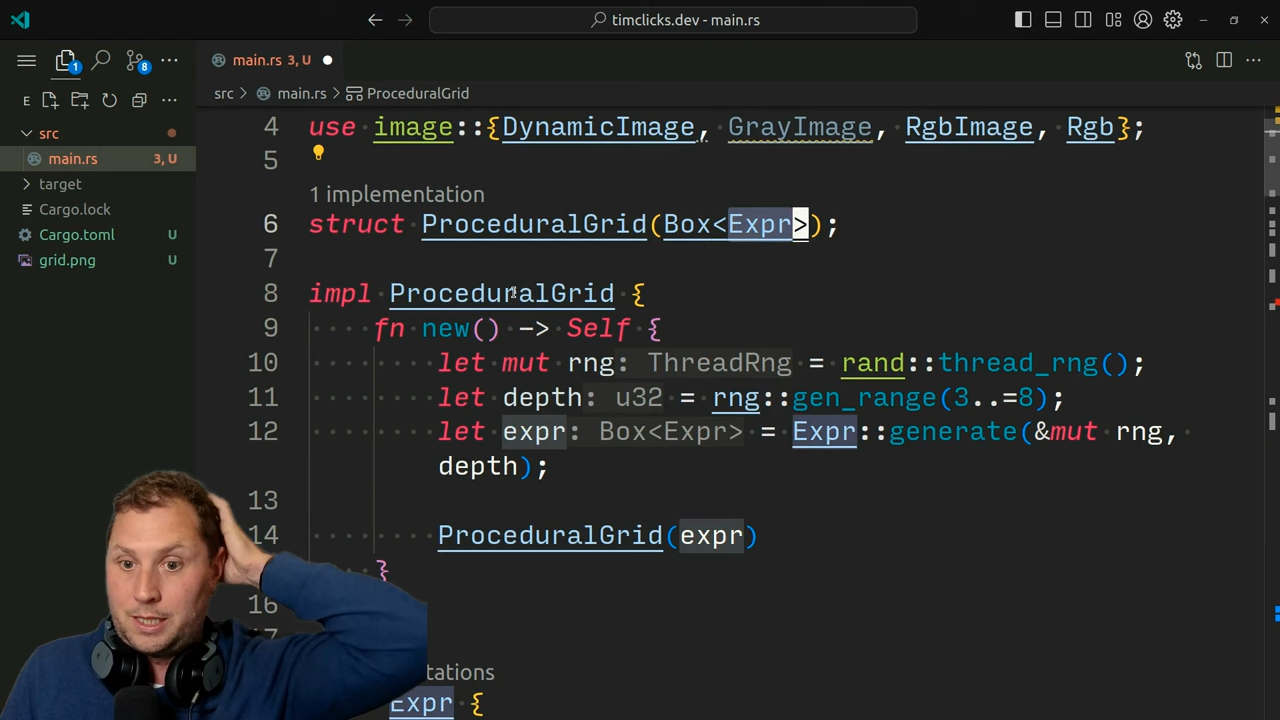 timclicks.dev - main.rs
main.rs 3, U
src > main.rs > ProceduralGrid
1
8
E
src
main.rs 3, U
target
Cargo.lock
Cargo.toml U
grid.png U
4 use image::{DynamicImage, GrayImage, RgbImage, Rgb};
5
1 implementation
6 struct ProceduralGrid(Box<Expr>);
7
8 impl ProceduralGrid {
9 fn new() -> Self {
10 let mut rng: ThreadRng = rand::thread_rng();
11 let depth: u32 = rng::gen_range(3..=8);
12 let expr: Box<Expr> = Expr::generate(&mut rng,
depth);
13
14 ProceduralGrid(expr)
}
16
Expr {